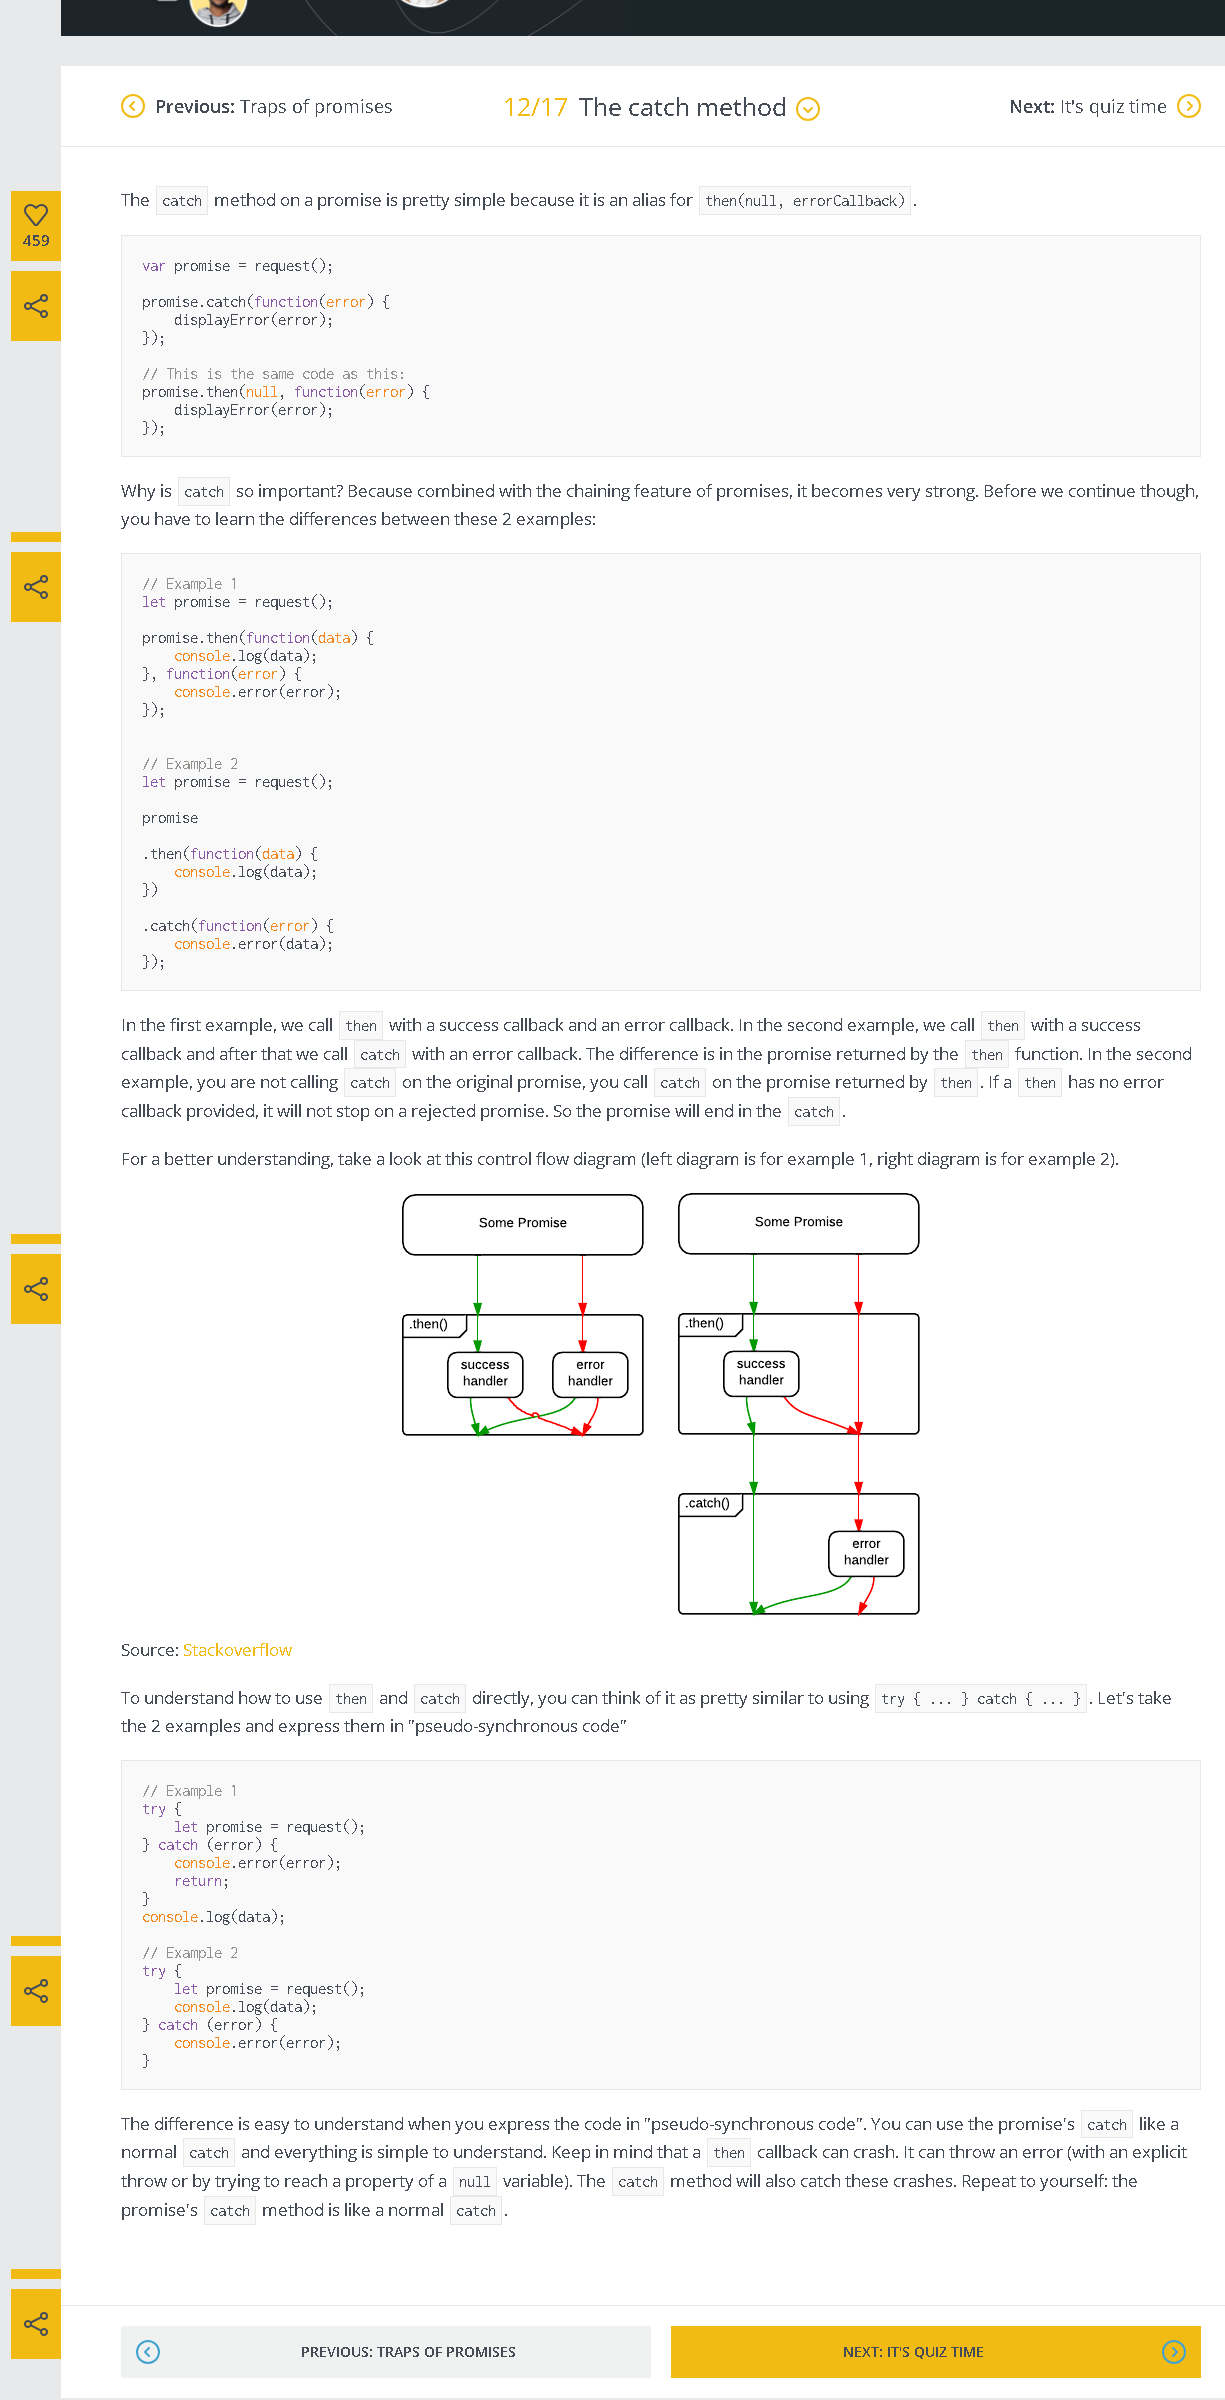 Previous: Traps of promises
12/17 The catch method
Next: It's quiz time
459
The catch method on a promise is pretty simple because it is an alias for then(null, errorCallback) .
var promise = request();
promise.catch(function(error) {
    displayError(error);
});
// This is the same code as this:
promise.then(null, function(error) {
    displayError(error);
});
Why is catch so important? Because combined with the chaining feature of promises, it becomes very strong. Before we continue though,
you have to learn the differences between these 2 examples:
// Example 1
let promise = request();
promise.then(function(data) {
    console.log(data);
}, function(error) {
    console.error(error);
});
// Example 2
let promise = request();
promise
.then(function(data) {
    console.log(data);
})
.catch(function(error) {
    console.error(data);
});
In the first example, we call then with a success callback and an error callback. In the second example, we call then with a success
callback and after that we call catch with an error callback. The difference is in the promise returned by the then function. In the second
example, you are not calling catch on the original promise, you call catch on the promise returned by then . If a then has no error
callback provided, it will not stop on a rejected promise. So the promise will end in the catch .
For a better understanding, take a look at this control flow diagram (left diagram is for example 1, right diagram is for example 2).
Some Promise
.then()
success
handler
error
handler
Some Promise
.then()
success
handler
.catch()
error
handler
Source: Stackoverflow
To understand how to use then and catch directly, you can think of it as pretty similar to using try { ... } catch { ... } . Let's take
the 2 examples and express them in "pseudo-synchronous code"
// Example 1
try {
    let promise = request();
} catch (error) {
    console.error(error);
    return;
}
console.log(data);
// Example 2
try {
    let promise = request();
    console.log(data);
} catch (error) {
    console.error(error);
}
The difference is easy to understand when you express the code in "pseudo-synchronous code". You can use the promise's catch like a
normal catch and everything is simple to understand. Keep in mind that a then callback can crash. It can throw an error (with an explicit
throw or by trying to reach a property of a null variable). The catch method will also catch these crashes. Repeat to yourself: the
promise's catch method is like a normal catch .
PREVIOUS: TRAPS OF PROMISES
NEXT: IT'S QUIZ TIME